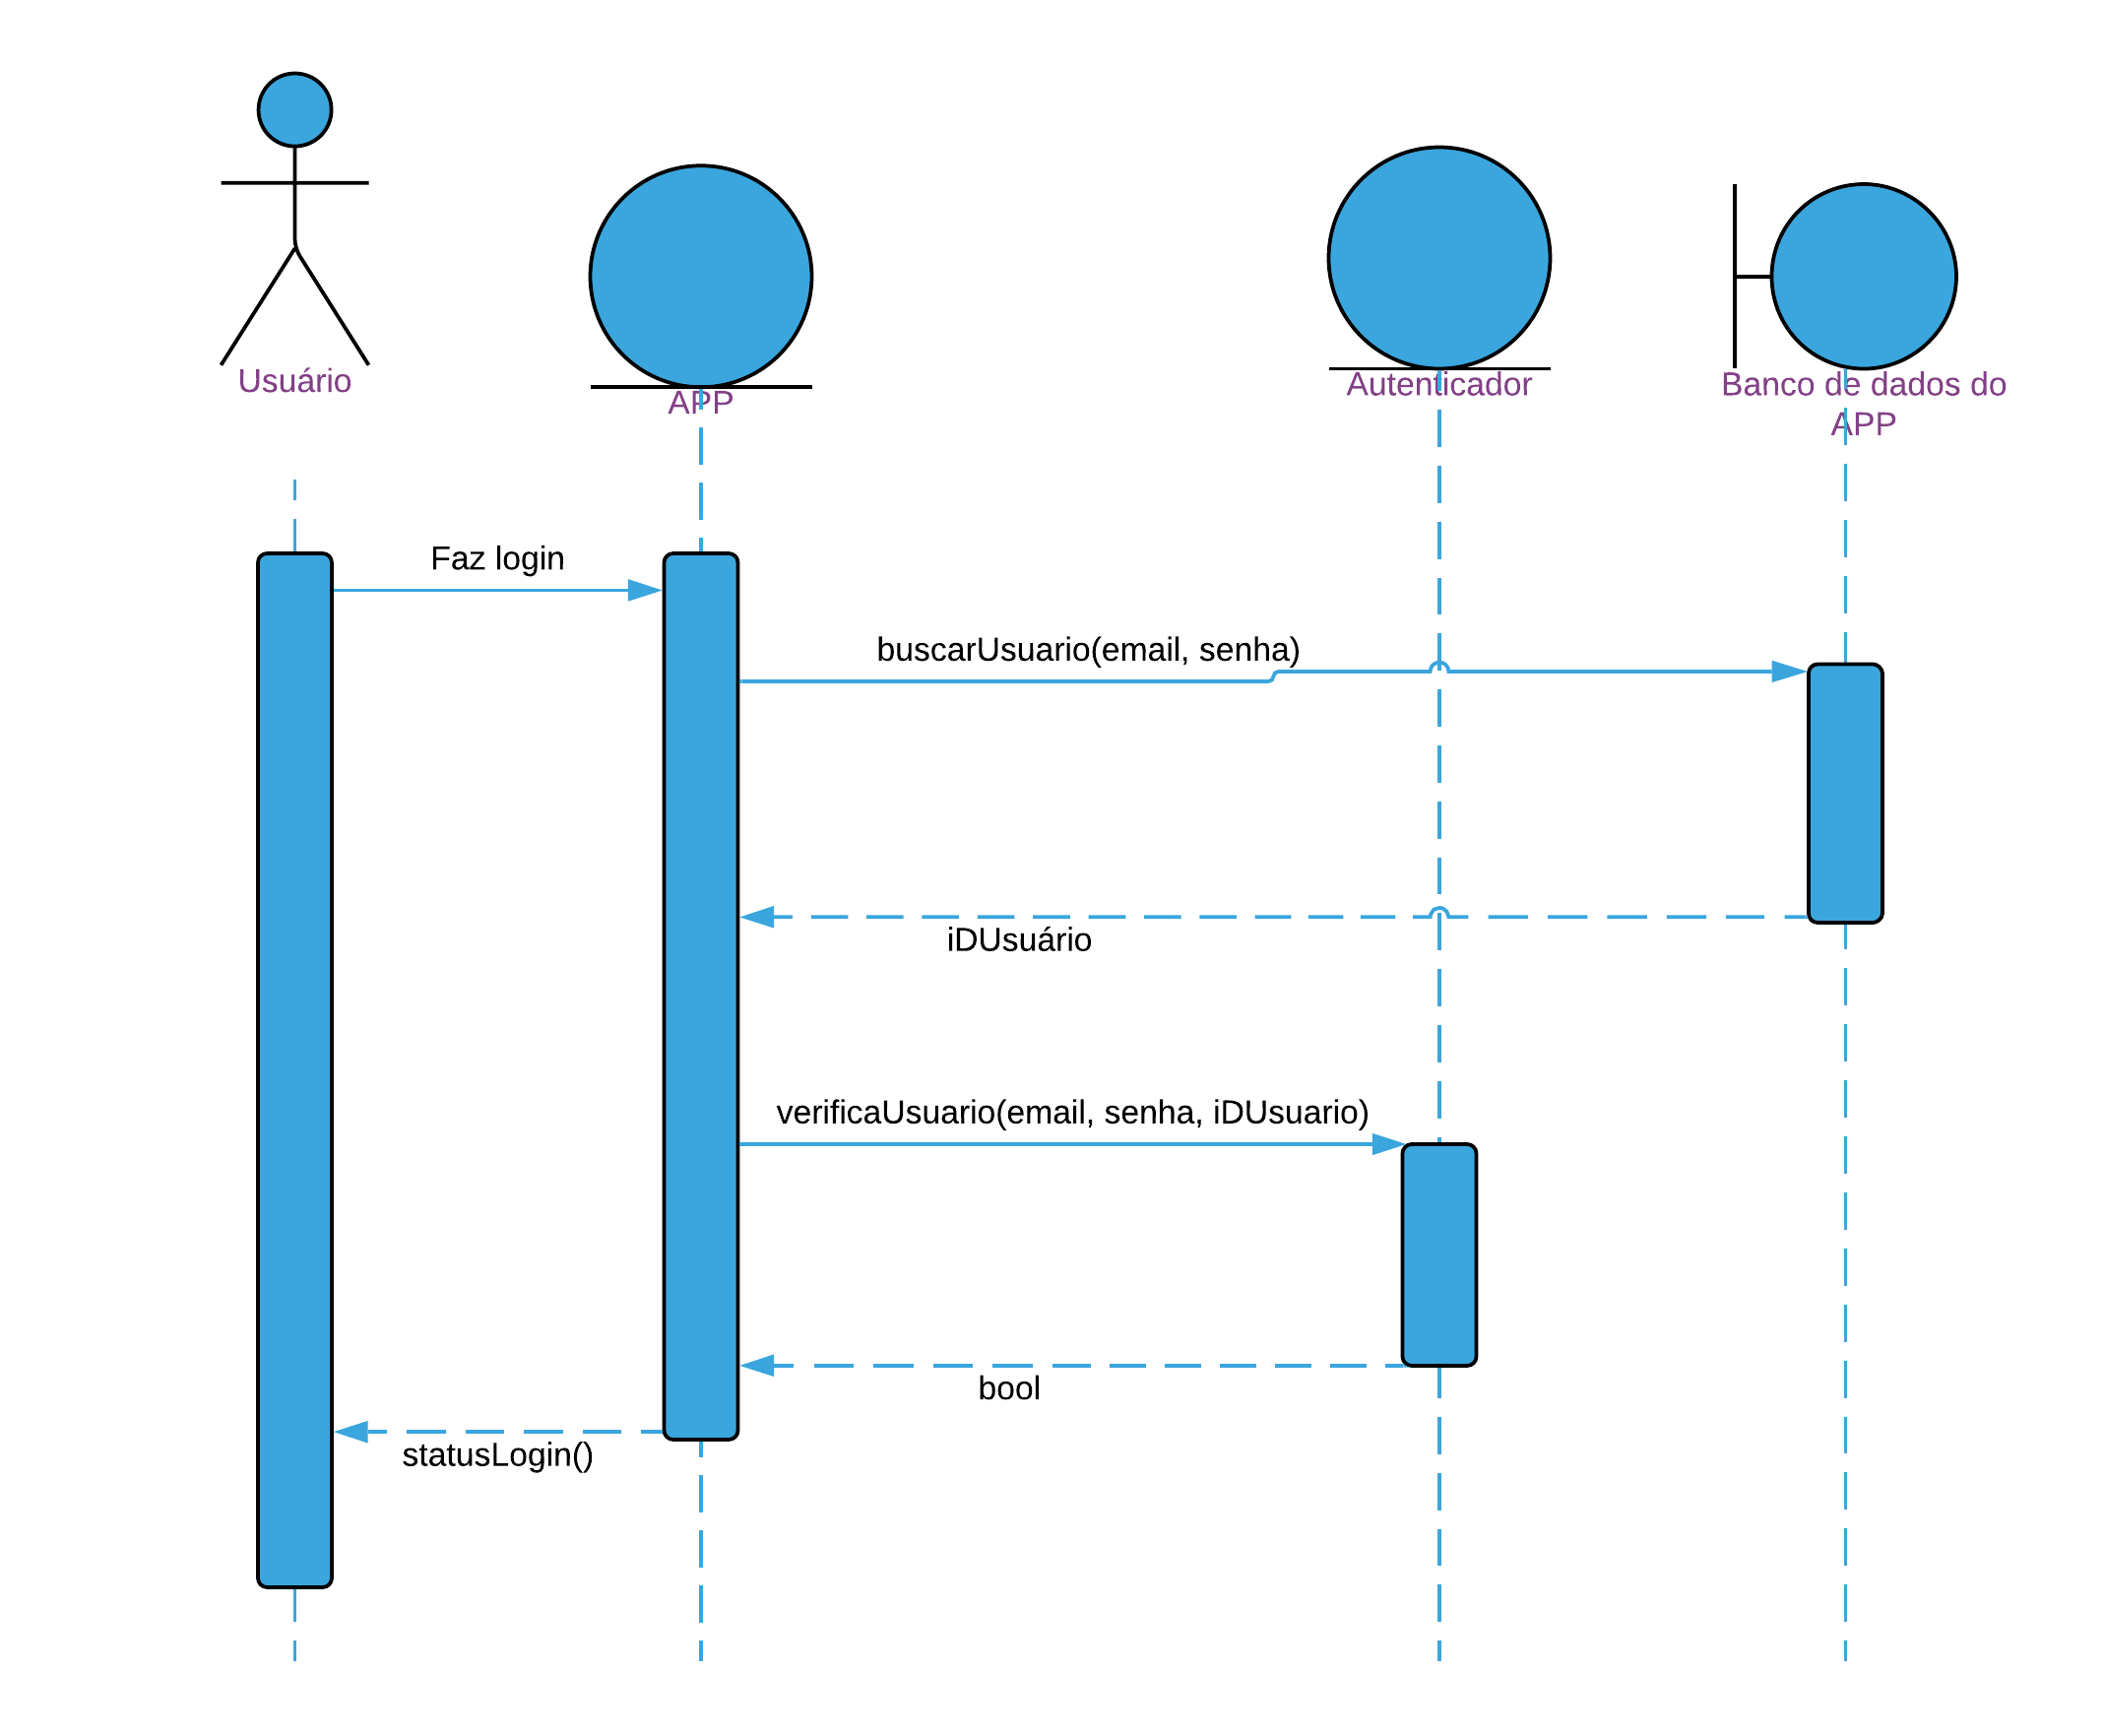 Usuário
APP
Autenticador
Banco de dados do
APP
Faz login
buscarUsuario(email, senha)
iDUsuário
verificaUsuario(email, senha, iDUsuario)
bool
statusLogin()